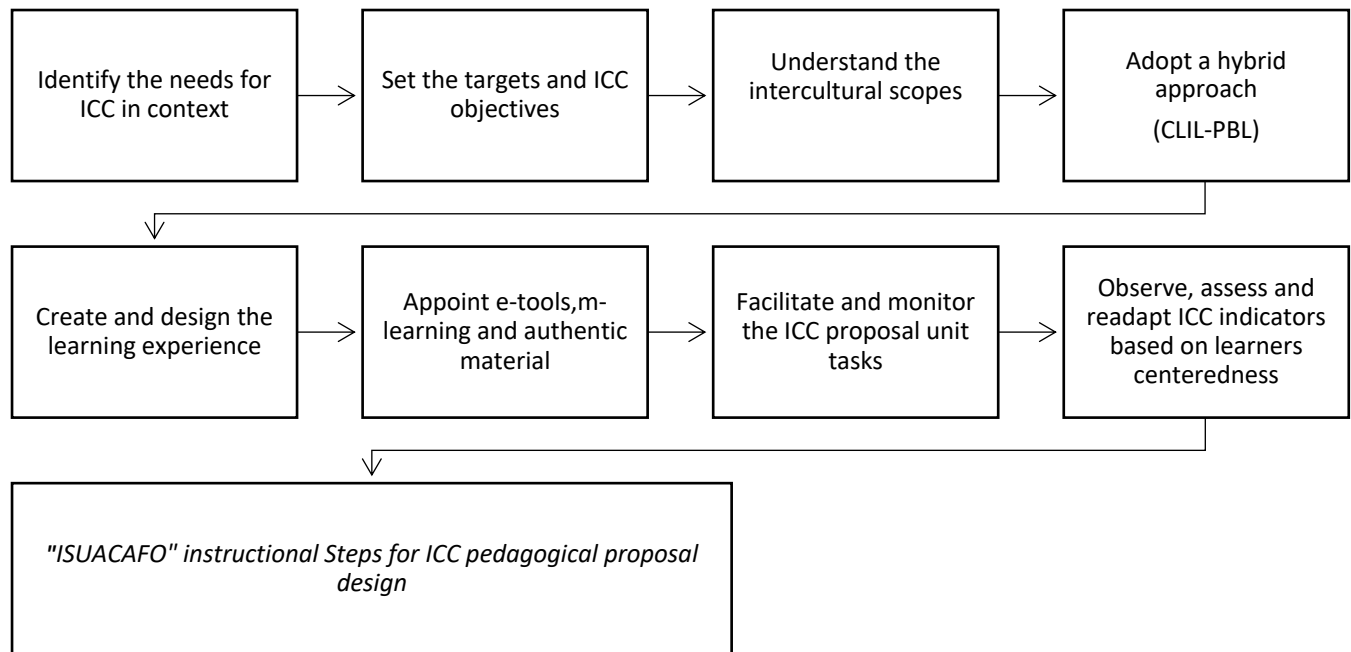 Identify the needs for
ICC in context
Set the targets and ICC
objectives
Understand the
intercultural scopes
Adopt a hybrid
approach
(CLIL-PBL)
Create and design the
learning experience
Appoint e-tools,m-
learning and authentic
material
Facilitate and monitor
the ICC proposal unit
tasks
Observe, assess and
readapt ICC indicators
based on learners
centeredness
"ISUACAFO" instructional Steps for ICC pedagogical proposal
design